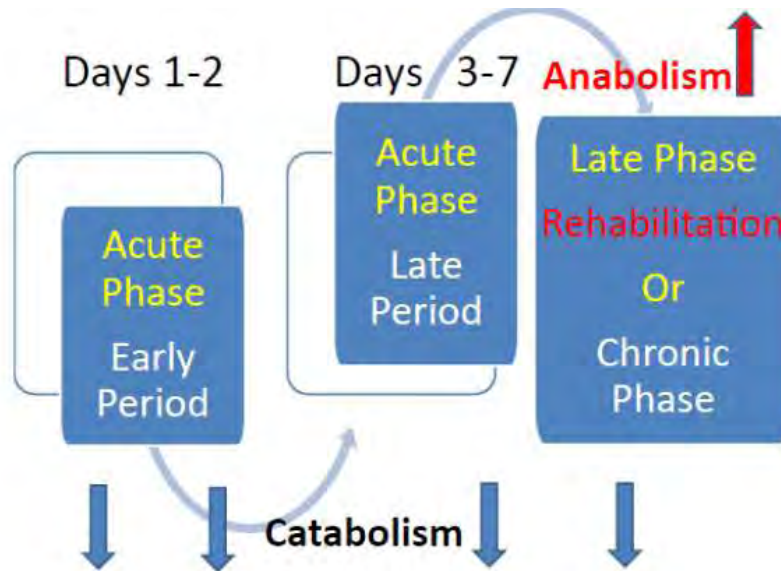 Days 1-2
Days 3-7
Anabolism
Acute
Phase
Early
Period
Acute
Phase
Late
Period
Late Phase
Rehabilitation
Or
Chronic
Phase
Catabolism